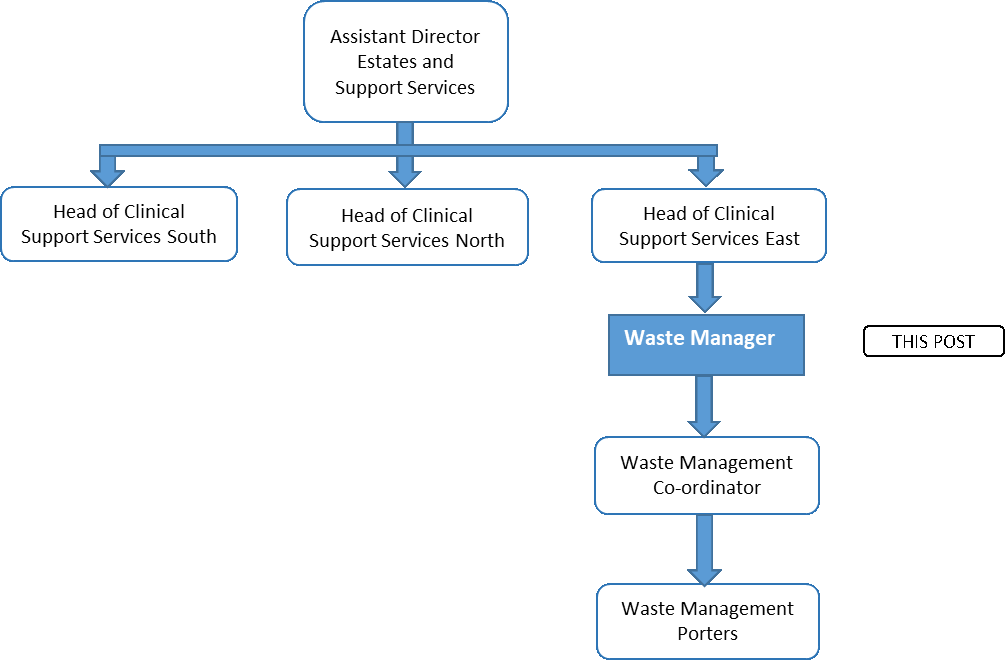 Assistant Director
Estates and
Support Services
Head of Clinical
Support Services South
Head of Clinical
Support Services North
Head of Clinical
Support Services East
Waste Manager
THIS POST
Waste Management
Co-ordinator
Waste Management
Porters